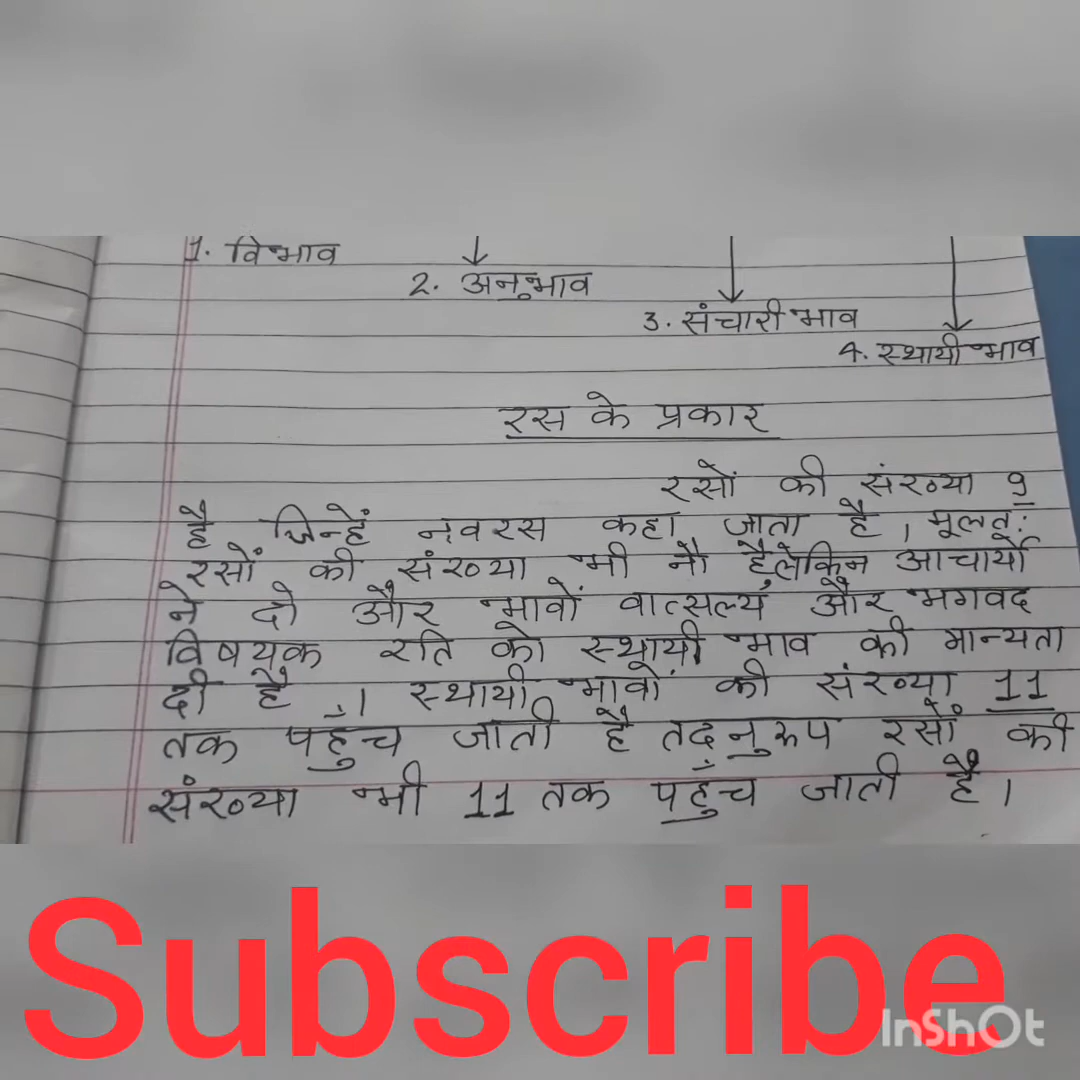 1. विभाव
2. अनुभाव
3. संचारी भाव
4. स्थायी भाव
रस के प्रकार
रसों की संख्या 9
है जिन्हें नवरस कहा जाता है, मूलतः
रसों की संख्या भी नौ है लेकिन आचार्यो
ने दो और भावों वात्सल्य और भगवद
विषयक रति को स्थायी भाव की मान्यता
दी है । स्थायी भावों की संख्या 11
तक पहुँच जाती है तदनुरूप रसों की
संख्या भी 11 तक पहुँच जाती है ।
Subscribe
InShOt